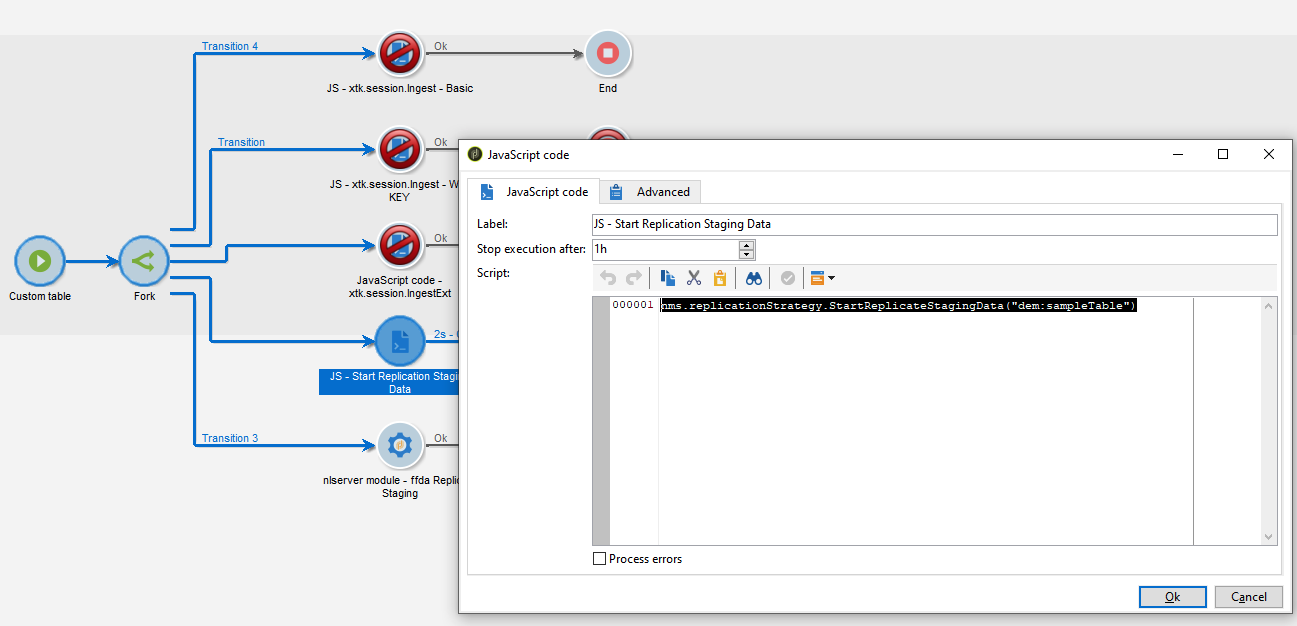 Transition 4
Ok
JS - xtk.session.Ingest - Basic
End
Transition
Ok
JS - xtk.session.Ingest - W
KEY
Ok
JavaScript code -
xtk.session.IngestExt
Custom table
Fork
2s -
JS - Start Replication Stagi
Data
Transition 3
Ok
nlserver module - ffda Replic
Staging
JavaScript code
JavaScript code
Advanced
Label:
JS - Start Replication Staging Data
Stop execution after:
1h
Script:
000001 nms.replicationStrategy.StartReplicateStagingData("dem:sampleTable")
Process errors
Ok
Cancel